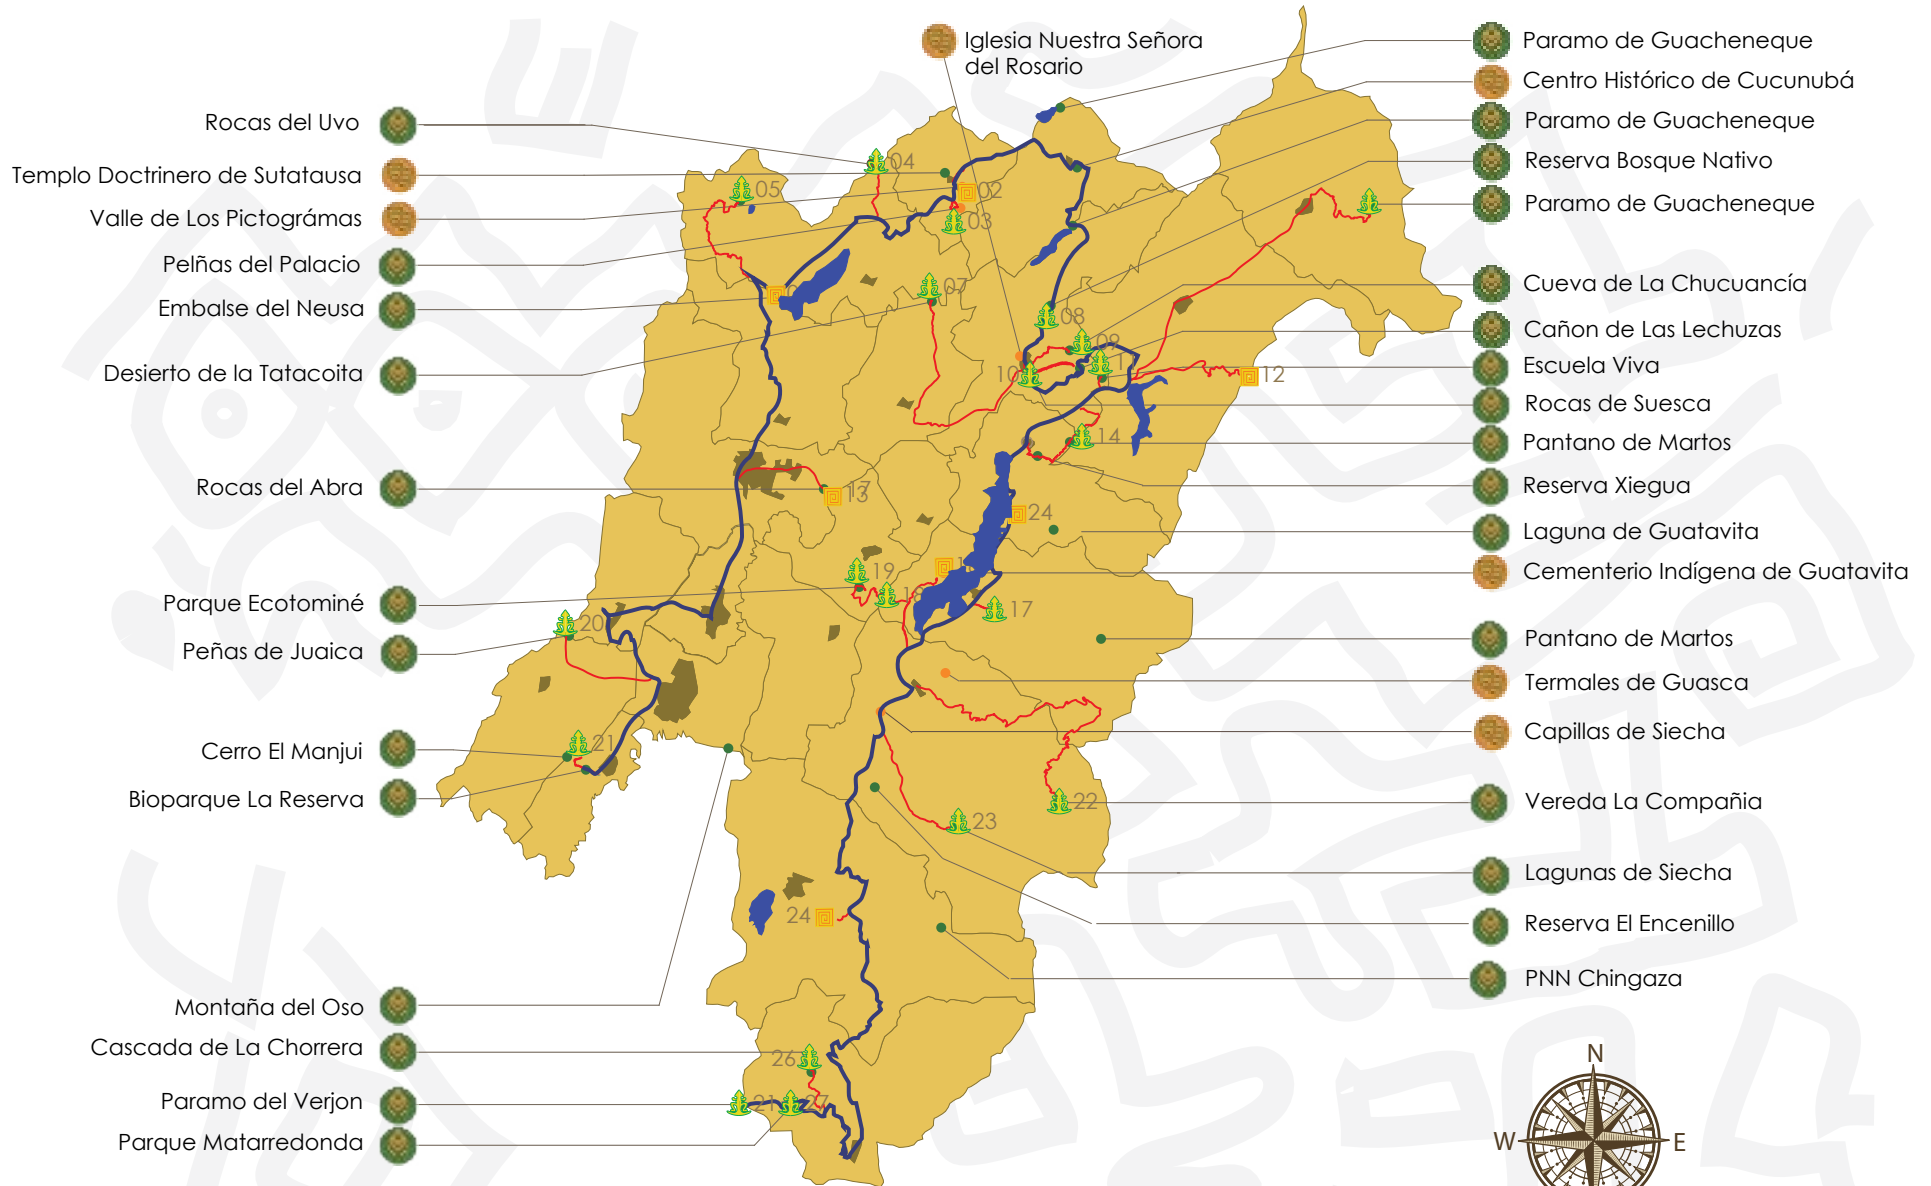 Iglesia Nuestra Señora
del Rosario
Rocas del Uvo
Templo Doctrinero de Sutatausa
Valle de Los Pictográmas
Pelñas del Palacio
Embalse del Neusa
Desierto de la Tatacoita
Rocas del Abra
Parque Ecotominé
Peñas de Juaica
Cerro El Manjui
Bioparque La Reserva
Montaña del Oso
Cascada de La Chorrera
Paramo del Verjon
Parque Matarredonda
Paramo de Guacheneque
Centro Histórico de Cucunubá
Paramo de Guacheneque
Reserva Bosque Nativo
Paramo de Guacheneque
Cueva de La Chucuancía
Cañon de Las Lechuzas
Escuela Viva
Rocas de Suesca
Pantano de Martos
Reserva Xiegua
Laguna de Guatavita
Cementerio Indígena de Guatavita
Pantano de Martos
Termales de Guasca
Capillas de Siecha
Vereda La Compañia
Lagunas de Siecha
Reserva El Encenillo
PNN Chingaza
04
05
02
03
07
08
09
10
12
14
17
13
24
19
18
17
20
21
22
23
24
26
21
27
N
W
E